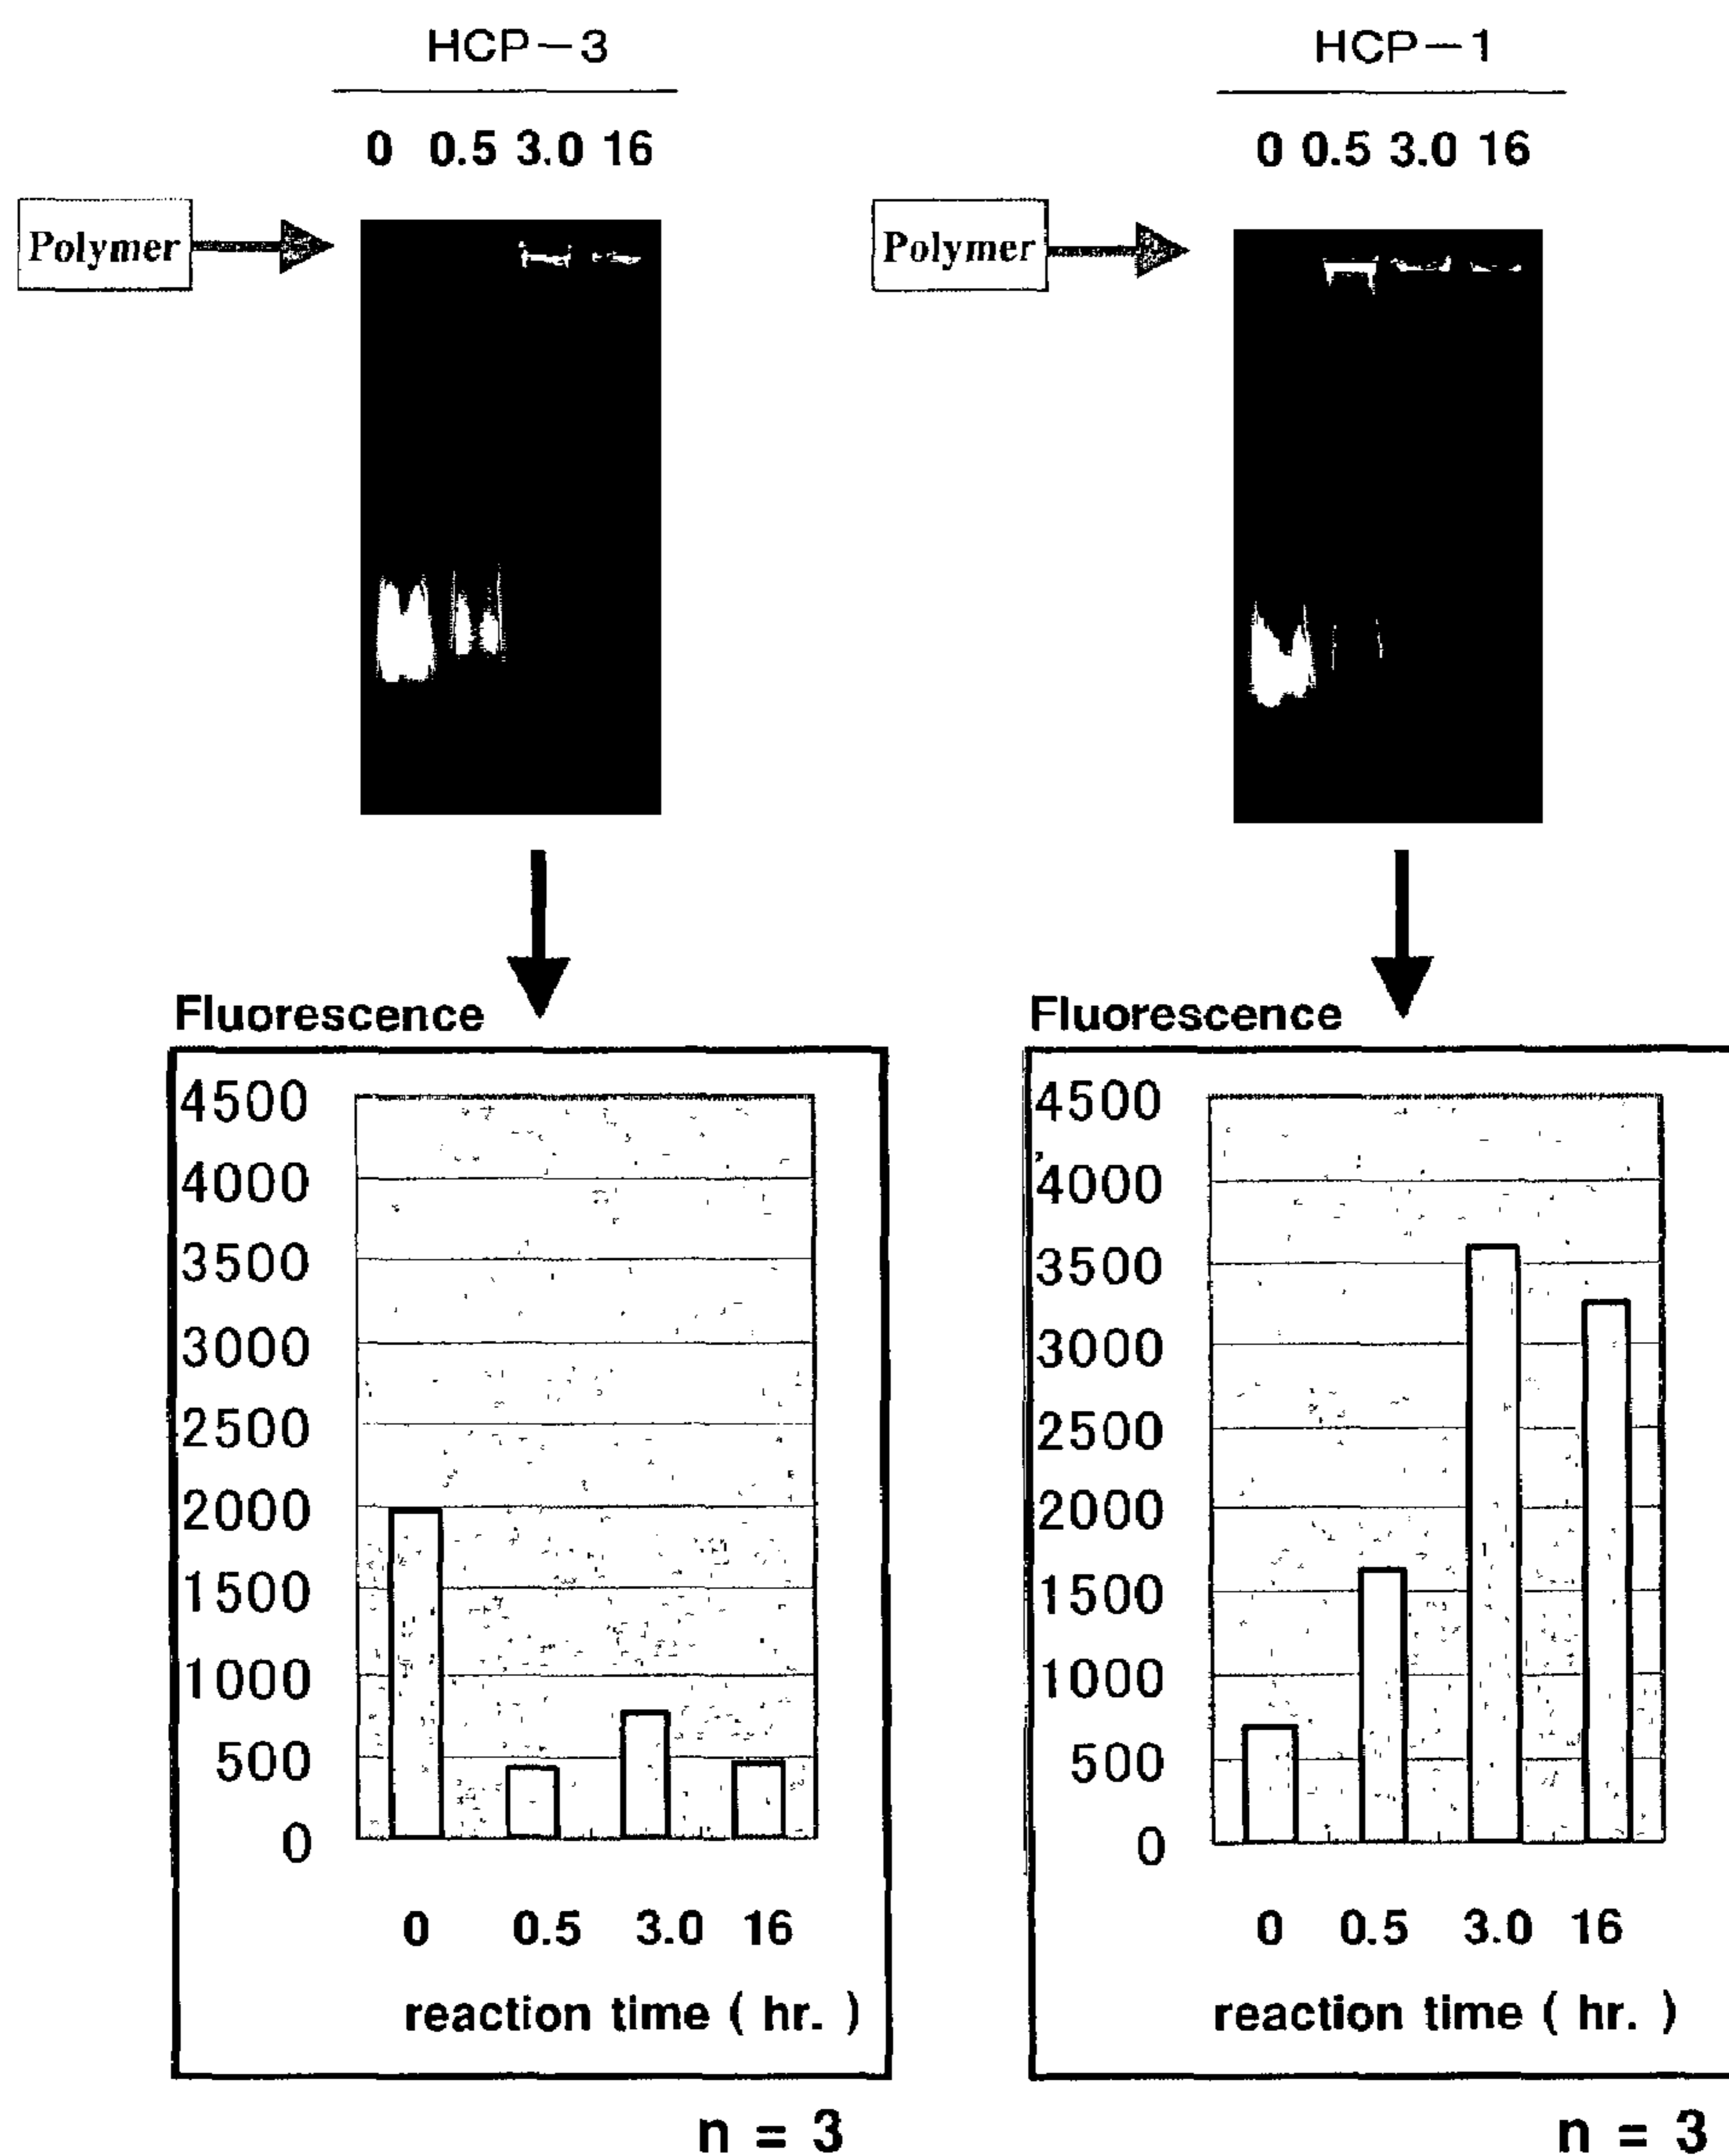 HCP-3
0 0.5 3.0 16
Polymer
Fluorescence
4500
4000
3500
3000
2500
2000
1500
1000
500
0
0 0.5 3.0 16
reaction time ( hr. )
n = 3
HCP-1
0 0.5 3.0 16
Polymer
Fluorescence
4500
4000
3500
3000
2500
2000
1500
1000
500
0
0 0.5 3.0 16
reaction time ( hr. )
n = 3